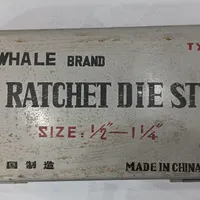 WHALE BRAND
RATCHET DIE ST
SIZE: ½"—1¼"
国 制 造 MADE IN CHINA